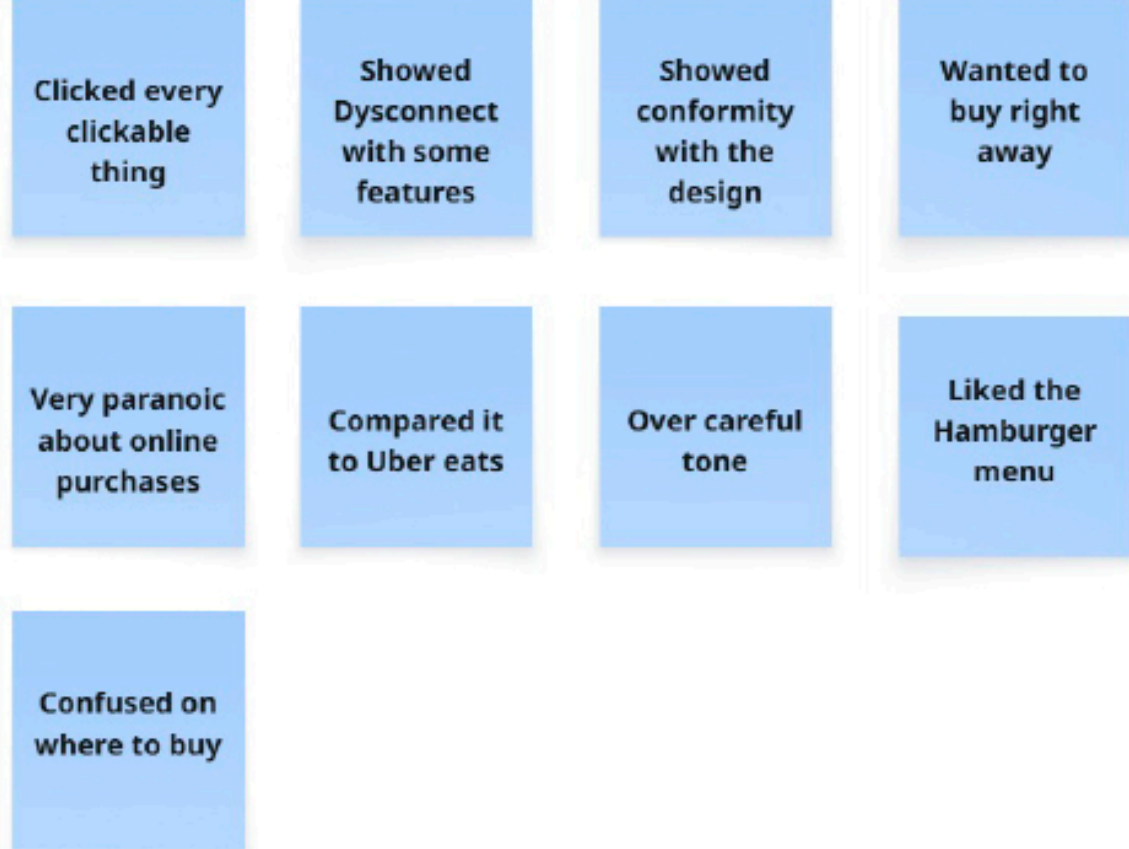 Clicked every
clickable
thing
Showed
Dysconnect
with some
features
Showed
conformity
with the
design
Wanted to
buy right
away
Very paranoic
about online
purchases
Compared it
to Uber eats
Over careful
tone
Liked the
Hamburger
menu
Confused on
where to buy